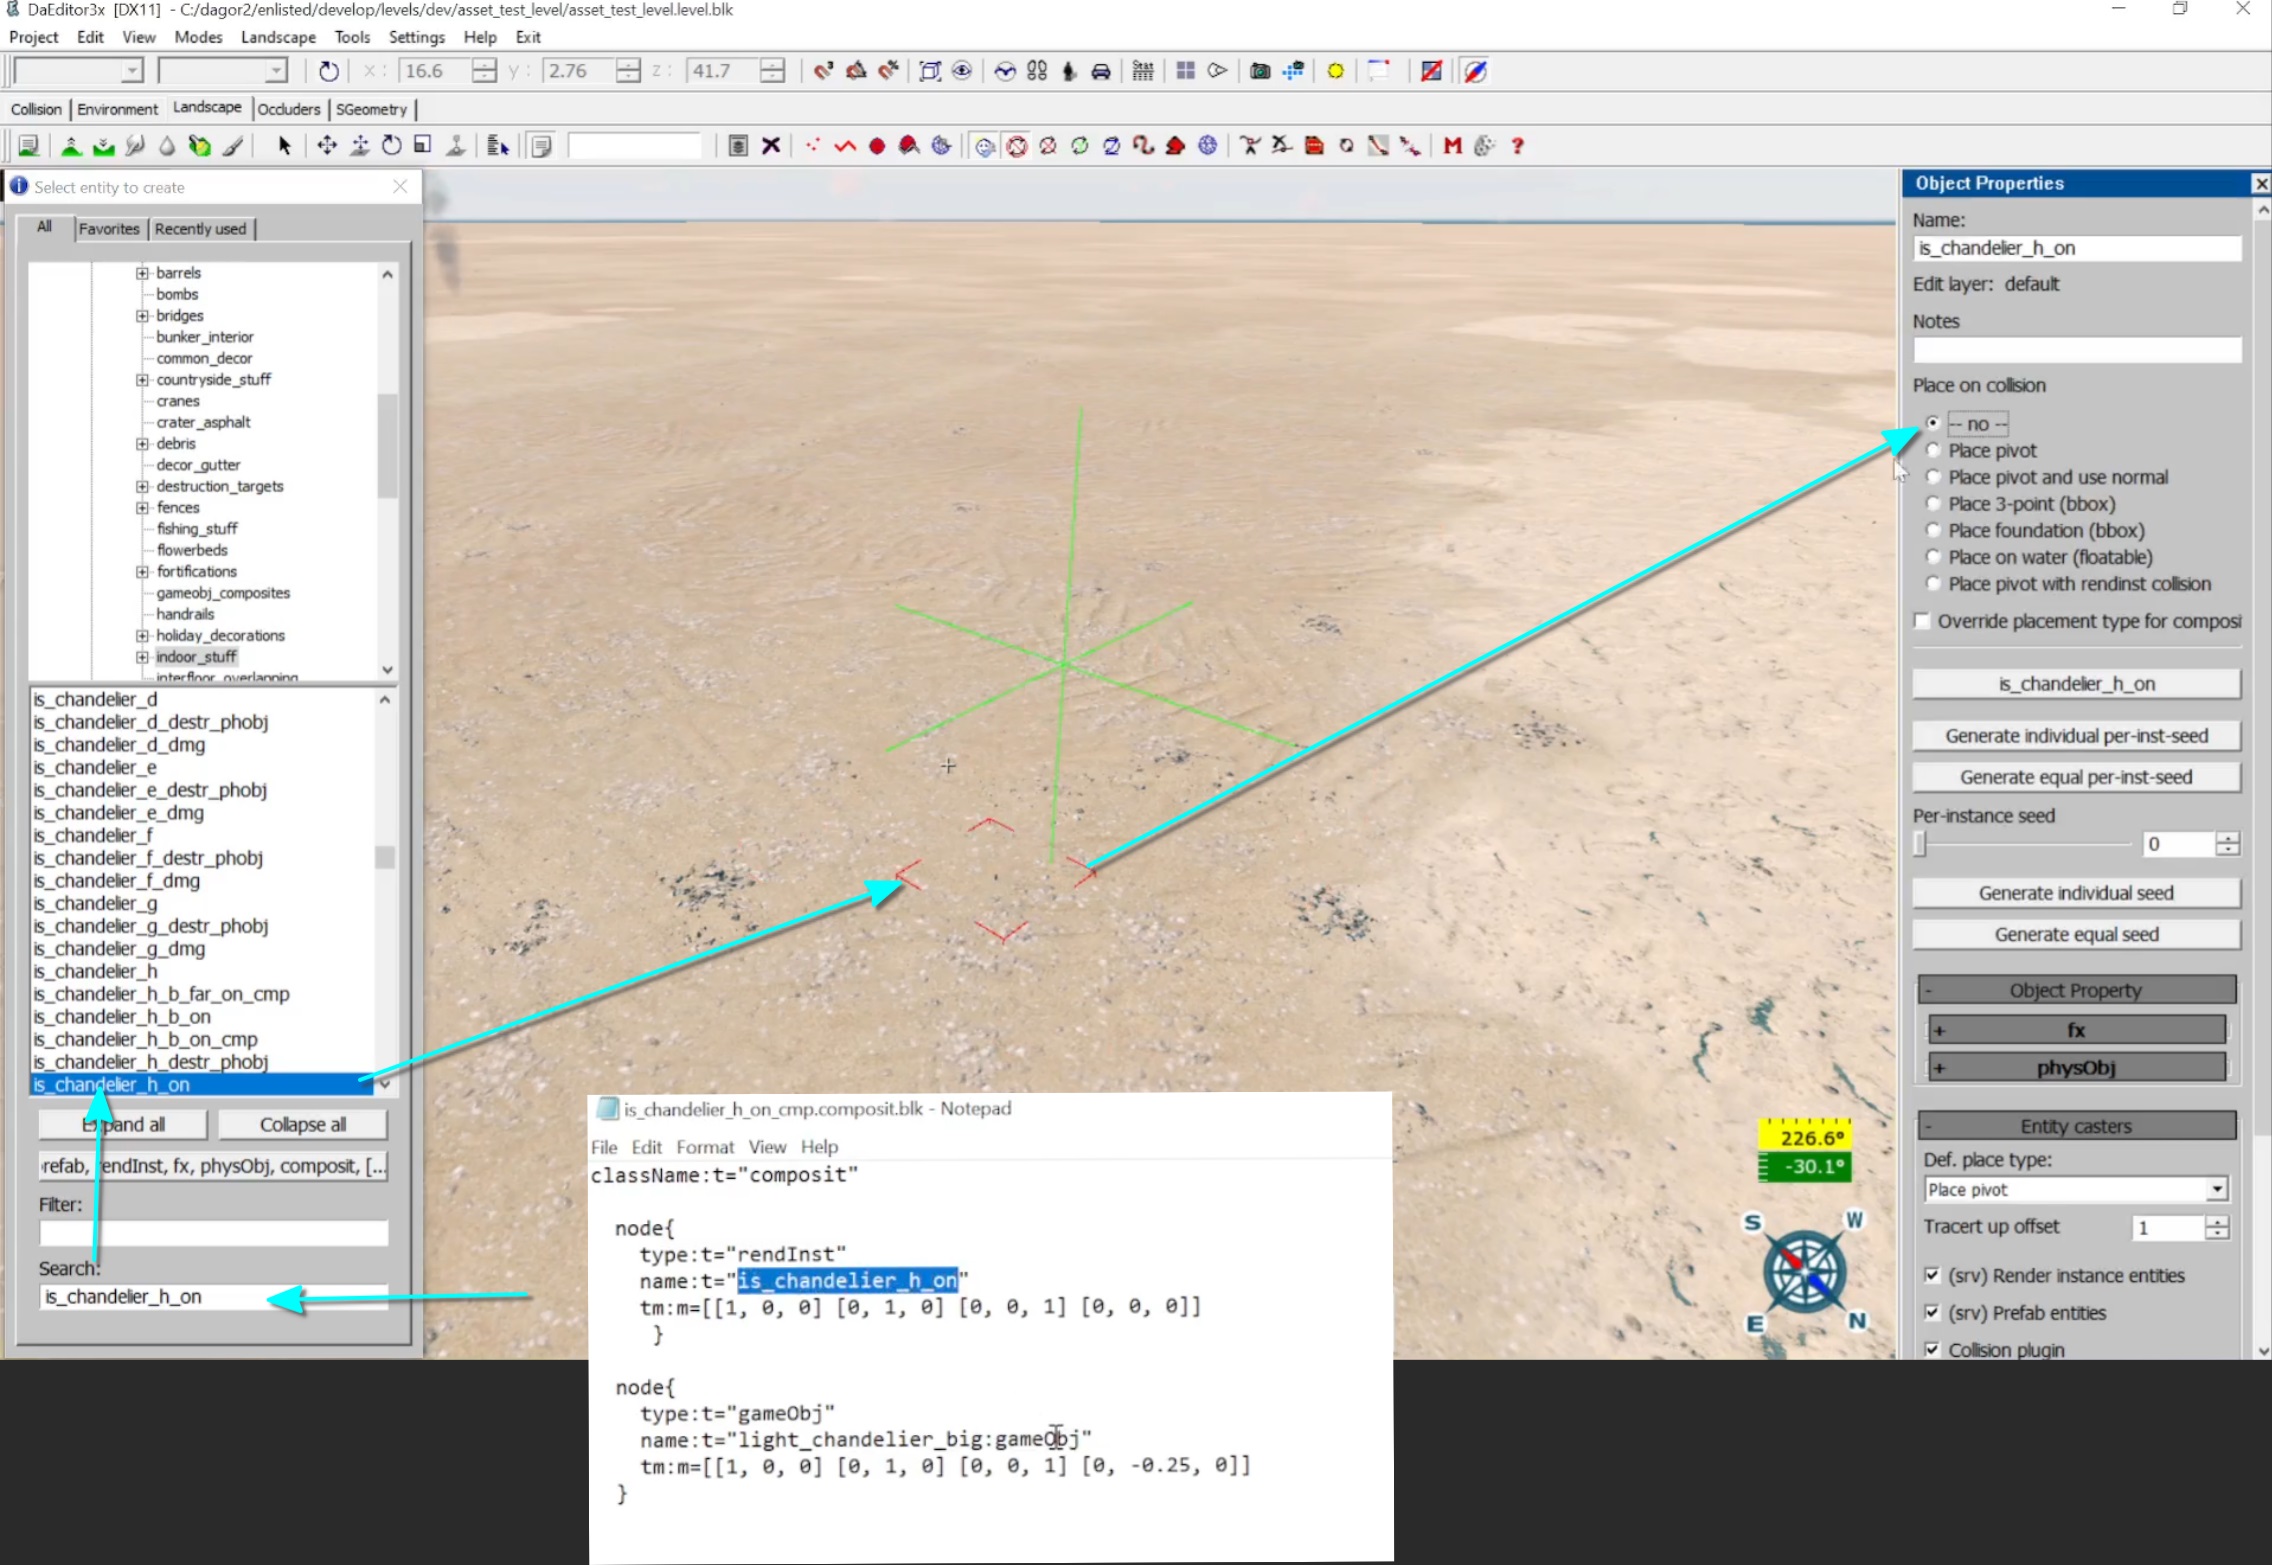 DaEditor3x [DX11] - C:/dagor2/enlisted/develop/levels/dev/asset_test_level/asset_test_level.level.blk
Project Edit View Modes Landscape Tools Settings Help Exit
x: 16.6 y: 2.76 z: 41.7
Stat
Collision Environment Landscape Occluders SGeometry
M ?
Select entity to create
All Favorites Recently used
barrels
bombs
bridges
bunker_interior
common_decor
countryside_stuff
cranes
crater_asphalt
debris
decor_gutter
destruction_targets
fences
fishing_stuff
flowerbeds
fortifications
gameobj_composites
handrails
holiday_decorations
indoor_stuff
interfloor_overlapping
is_chandelier_d
is_chandelier_d_destr_phobj
is_chandelier_d_dmg
is_chandelier_e
is_chandelier_e_destr_phobj
is_chandelier_e_dmg
is_chandelier_f
is_chandelier_f_destr_phobj
is_chandelier_f_dmg
is_chandelier_g
is_chandelier_g_destr_phobj
is_chandelier_g_dmg
is_chandelier_h
is_chandelier_h_b_far_on_cmp
is_chandelier_h_b_on
is_chandelier_h_b_on_cmp
is_chandelier_h_destr_phobj
is_chandelier_h_on
Expand all Collapse all
refab, rendInst, fx, physObj, composit, [...
Filter:
Search:
is_chandelier_h_on
is_chandelier_h_on_cmp.composit.blk - Notepad
File Edit Format View Help
className:t="composit"
node{
type:t="rendInst"
name:t="is_chandelier_h_on"
tm:m=[[1, 0, 0] [0, 1, 0] [0, 0, 1] [0, 0, 0]]
}
node{
type:t="gameObj"
name:t="light_chandelier_big:gameObj"
tm:m=[[1, 0, 0] [0, 1, 0] [0, 0, 1] [0, -0.25, 0]]
}
226.6°
-30.1°
S W
E N
Object Properties
Name:
is_chandelier_h_on
Edit layer: default
Notes
Place on collision
-- no --
Place pivot
Place pivot and use normal
Place 3-point (bbox)
Place foundation (bbox)
Place on water (floatable)
Place pivot with rendinst collision
Override placement type for composi
is_chandelier_h_on
Generate individual per-inst-seed
Generate equal per-inst-seed
Per-instance seed
0
Generate individual seed
Generate equal seed
- Object Property
+ fx
+ physObj
- Entity casters
Def. place type:
Place pivot
Tracert up offset 1
(srv) Render instance entities
(srv) Prefab entities
Collision plugin